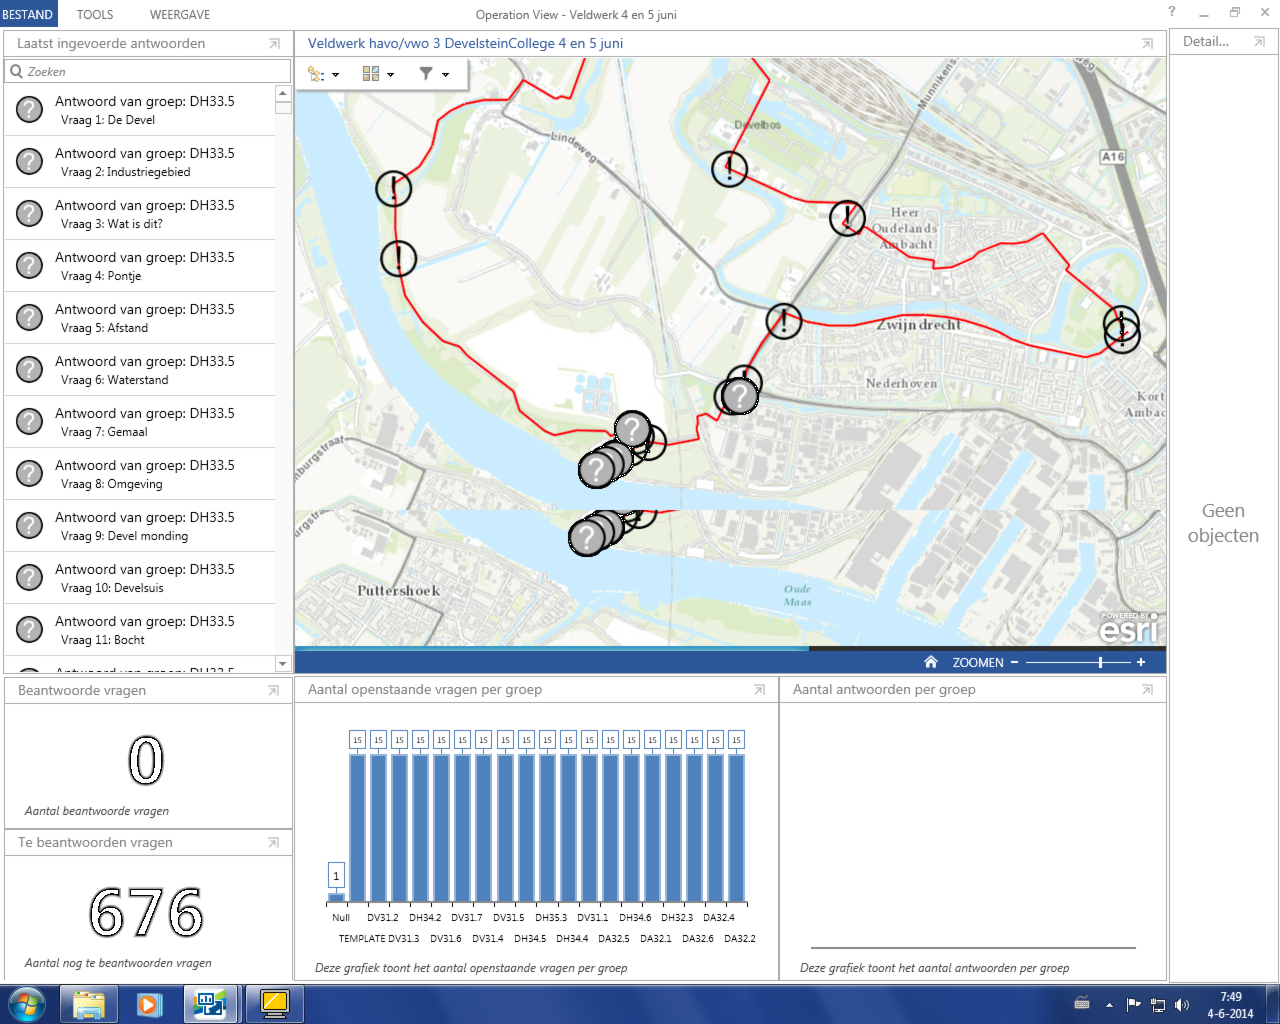 BESTAND TOOLS WEERGAVE Operation View - Veldwerk 4 en 5 juni
Laatst ingevoerde antwoorden
Zoeken
Antwoord van groep: DH33.5
Vraag 1: De Devel
Antwoord van groep: DH33.5
Vraag 2: Industriegebied
Antwoord van groep: DH33.5
Vraag 3: Wat is dit?
Antwoord van groep: DH33.5
Vraag 4: Pontje
Antwoord van groep: DH33.5
Vraag 5: Afstand
Antwoord van groep: DH33.5
Vraag 6: Waterstand
Antwoord van groep: DH33.5
Vraag 7: Gemaal
Antwoord van groep: DH33.5
Vraag 8: Omgeving
Antwoord van groep: DH33.5
Vraag 9: Devel monding
Antwoord van groep: DH33.5
Vraag 10: Develsuis
Antwoord van groep: DH33.5
Vraag 11: Bocht
Veldwerk havo/vwo 3 DevelsteinCollege 4 en 5 juni
Munnikens
Develbos
Lindeweg
A16
Heer
Oudelands
Ambacht
Zwijndrecht
Nederhoven
Kort
Ambac
Puttershoek
Oude
Maas
POWERED BY
esri
ZOOMEN
Detail...
Geen
objecten
Beantwoorde vragen
0
Aantal beantwoorde vragen
Te beantwoorden vragen
676
Aantal nog te beantwoorden vragen
Aantal openstaande vragen per groep
15 15 15 15 15 15 15 15 15 15 15 15 15 15 15 15 15 15 15
1
Null DV31.2 DH34.2 DV31.7 DV31.5 DH35.3 DV31.1 DH34.6 DH32.3 DA32.4
TEMPLATE DV31.3 DV31.6 DV31.4 DH34.5 DH34.4 DA32.5 DA32.1 DA32.6 DA32.2
Deze grafiek toont het aantal openstaande vragen per groep
Aantal antwoorden per groep
Deze grafiek toont het aantal antwoorden per groep
7:49
4-6-2014